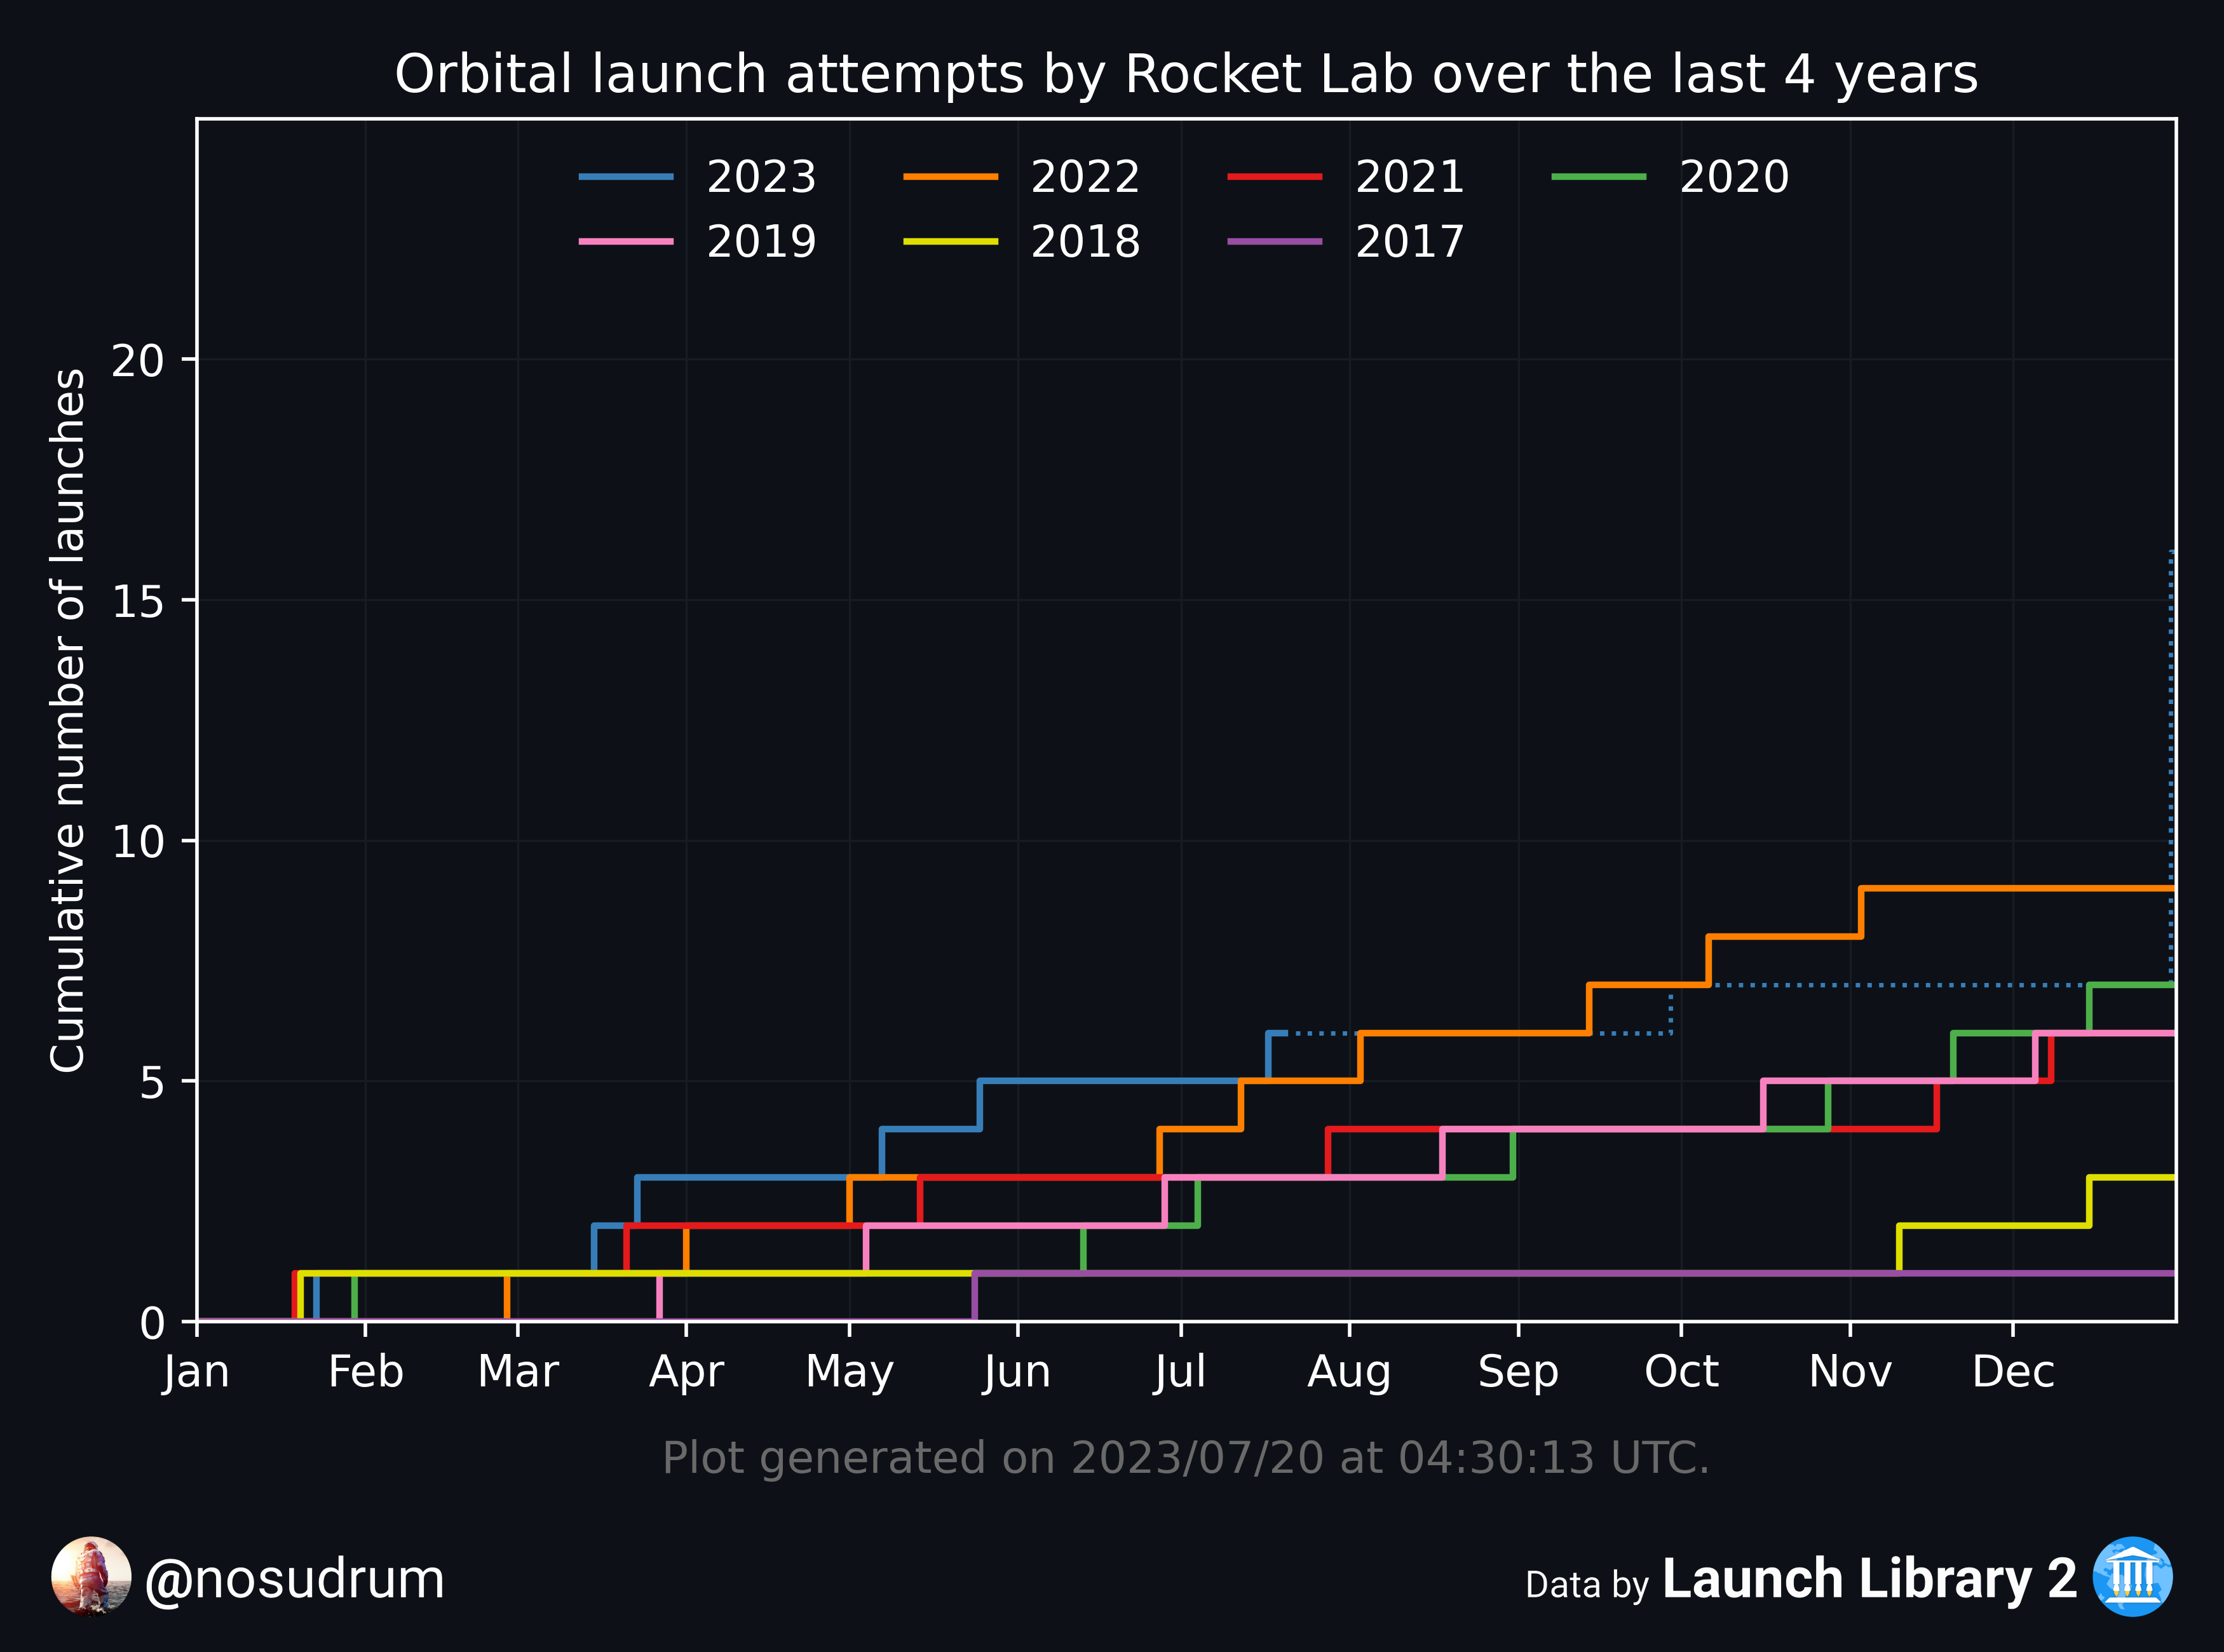 Orbital launch attempts by Rocket Lab over the last 4 years
2023 2022 2021 2020
2019 2018 2017
Cumulative number of launches
20
15
10
5
0
Jan Feb Mar Apr May Jun Jul Aug Sep Oct Nov Dec
Plot generated on 2023/07/20 at 04:30:13 UTC.
@nosudrum
Data by Launch Library 2